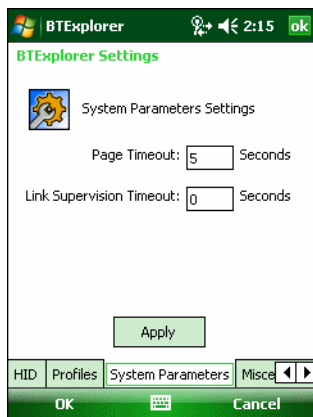 BTExplorer 2:15 ok
BTExplorer Settings
System Parameters Settings
Page Timeout: 5 Seconds
Link Supervision Timeout: 0 Seconds
Apply
HID Profiles System Parameters Misce
OK Cancel